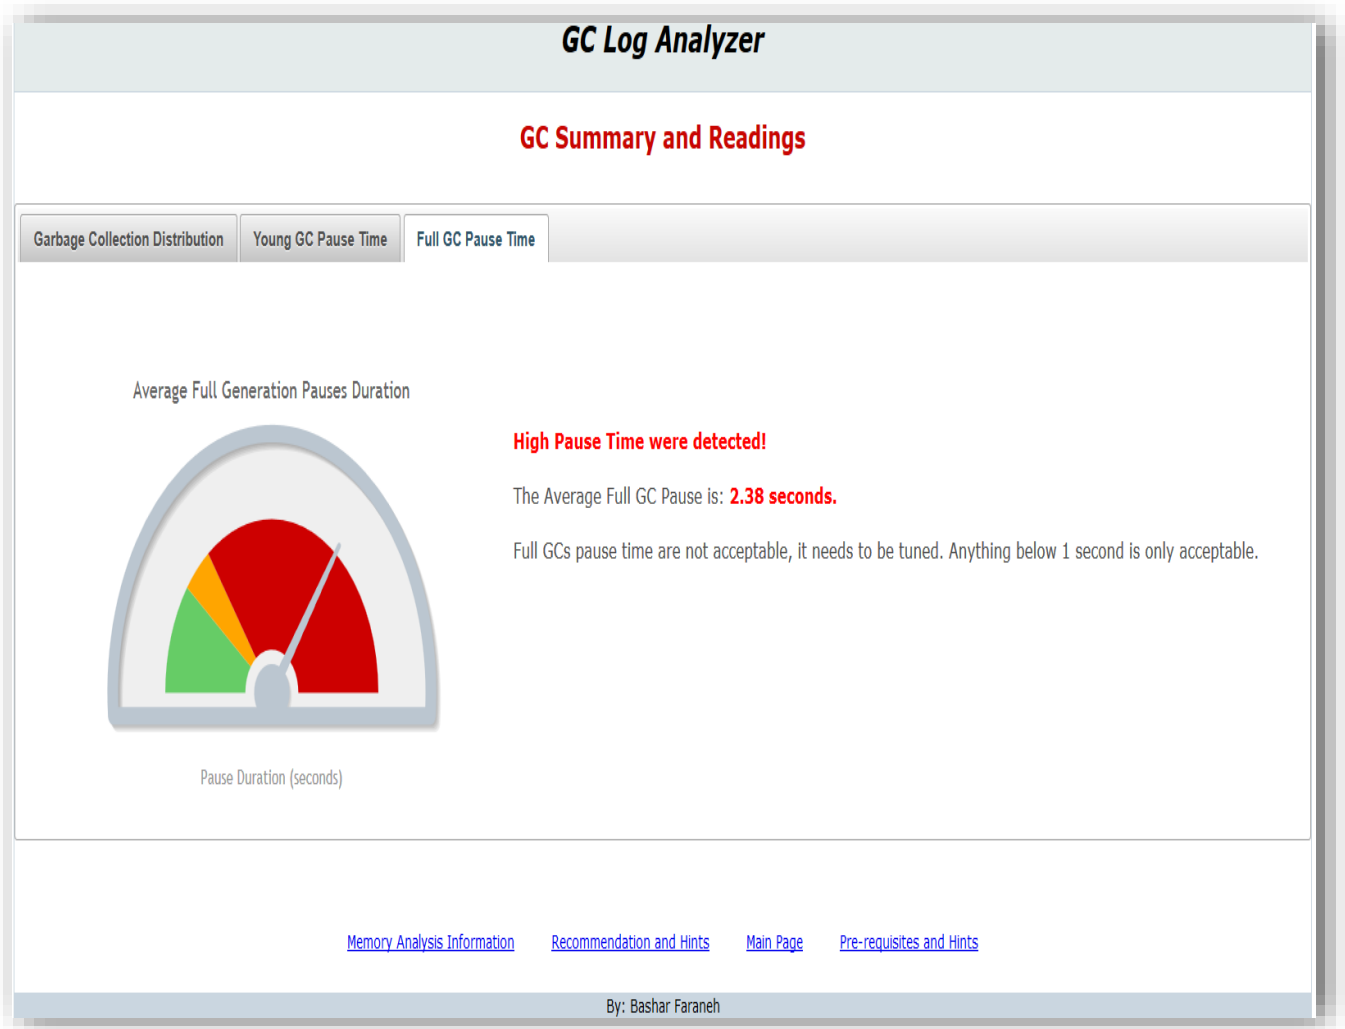 GC Log Analyzer
GC Summary and Readings
Garbage Collection Distribution
Young GC Pause Time
Full GC Pause Time
Average Full Generation Pauses Duration
High Pause Time were detected!
The Average Full GC Pause is: 2.38 seconds.
Full GCs pause time are not acceptable, it needs to be tuned. Anything below 1 second is only acceptable.
Pause Duration (seconds)
Memory Analysis Information
Recommendation and Hints
Main Page
Pre-requisites and Hints
By: Bashar Faraneh